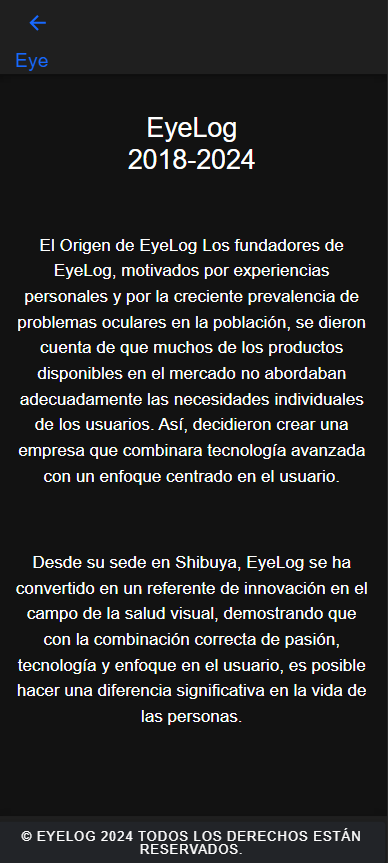 Eye
EyeLog
2018-2024
El Origen de EyeLog Los fundadores de
EyeLog, motivados por experiencias
personales y por la creciente prevalencia de
problemas oculares en la población, se dieron
cuenta de que muchos de los productos
disponibles en el mercado no abordaban
adecuadamente las necesidades individuales
de los usuarios. Así, decidieron crear una
empresa que combinara tecnología avanzada
con un enfoque centrado en el usuario.
Desde su sede en Shibuya, EyeLog se ha
convertido en un referente de innovación en el
campo de la salud visual, demostrando que
con la combinación correcta de pasión,
tecnología y enfoque en el usuario, es posible
hacer una diferencia significativa en la vida de
las personas.
© EYELOG 2024 TODOS LOS DERECHOS ESTÁN
RESERVADOS.